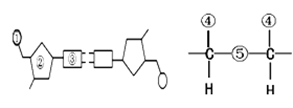 ① ④ ④
② ③ C ⑤ C
H H